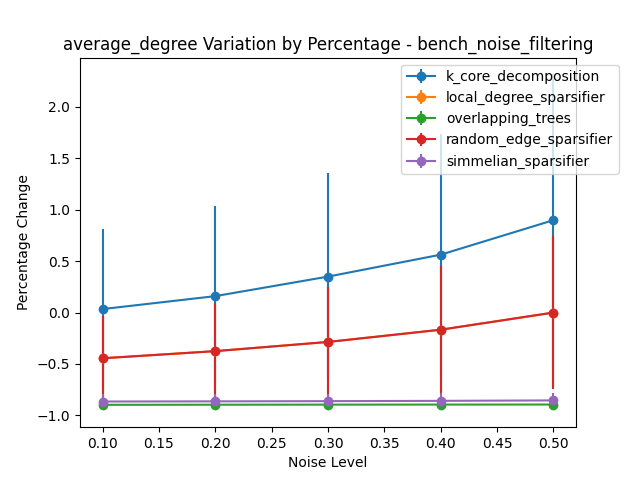 average_degree Variation by Percentage - bench_noise_filtering
k_core_decomposition
local_degree_sparsifier
overlapping_trees
random_edge_sparsifier
simmelian_sparsifier
Percentage Change
2.0
1.5
1.0
0.5
0.0
−0.5
−1.0
0.10 0.15 0.20 0.25 0.30 0.35 0.40 0.45 0.50
Noise Level